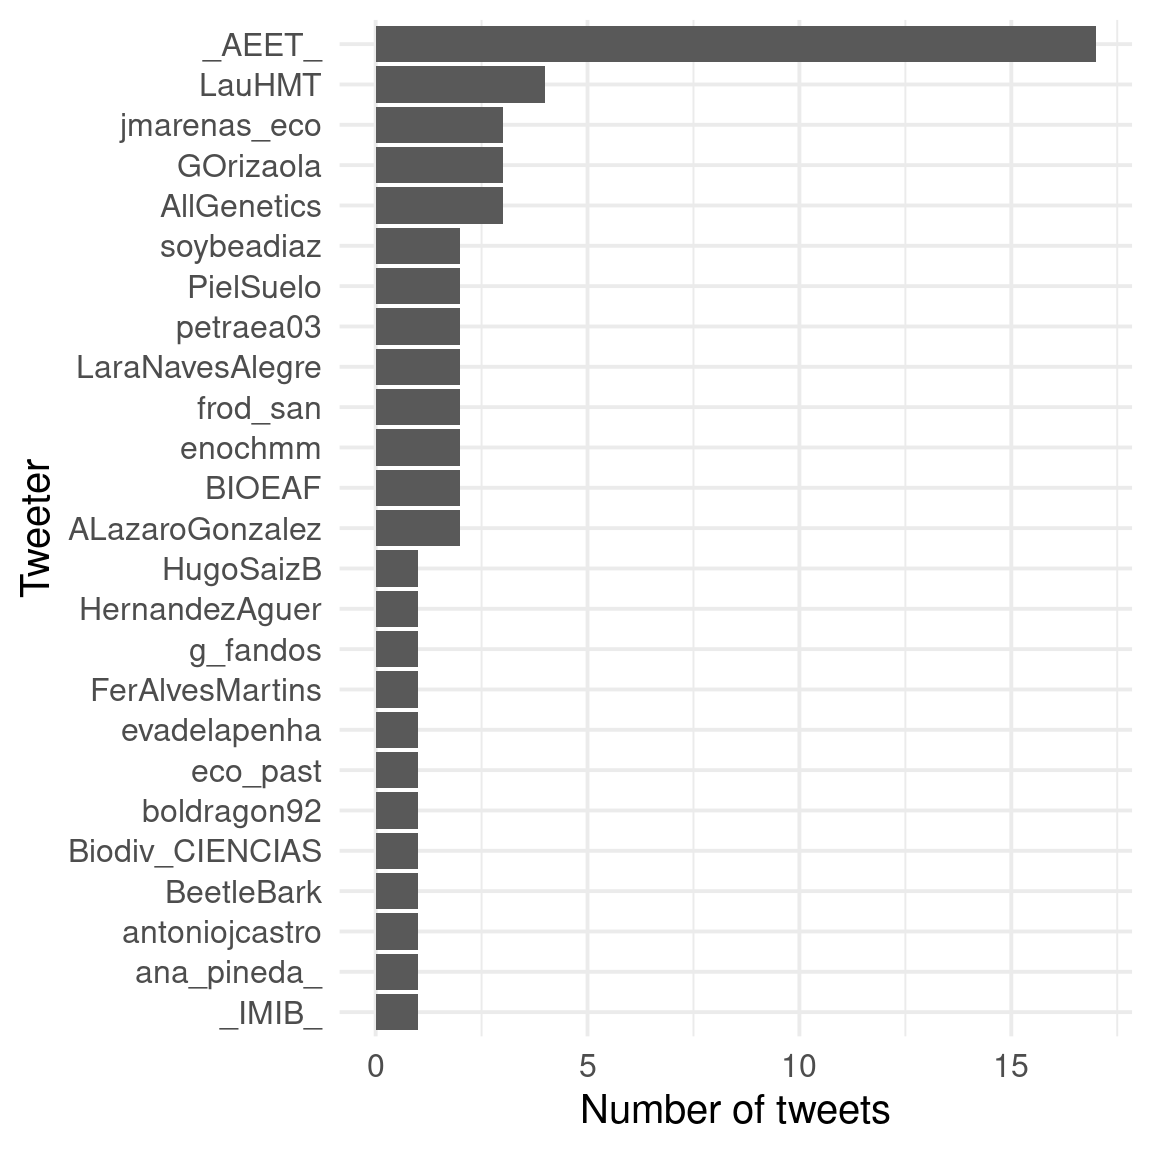 _AEET_
LauHMT
jmarenas_eco
GOrizaola
AllGenetics
soybeadiaz
PielSuelo
petraea03
LaraNavesAlegre
frod_san
enochmm
BIOEAF
ALazaroGonzalez
HugoSaizB
HernandezAguer
g_fandos
FerAlvesMartins
evadelapenha
eco_past
boldragon92
Biodiv_CIENCIAS
BeetleBark
antoniojcastro
ana_pineda_
_IMIB_
Tweeter
0 5 10 15
Number of tweets